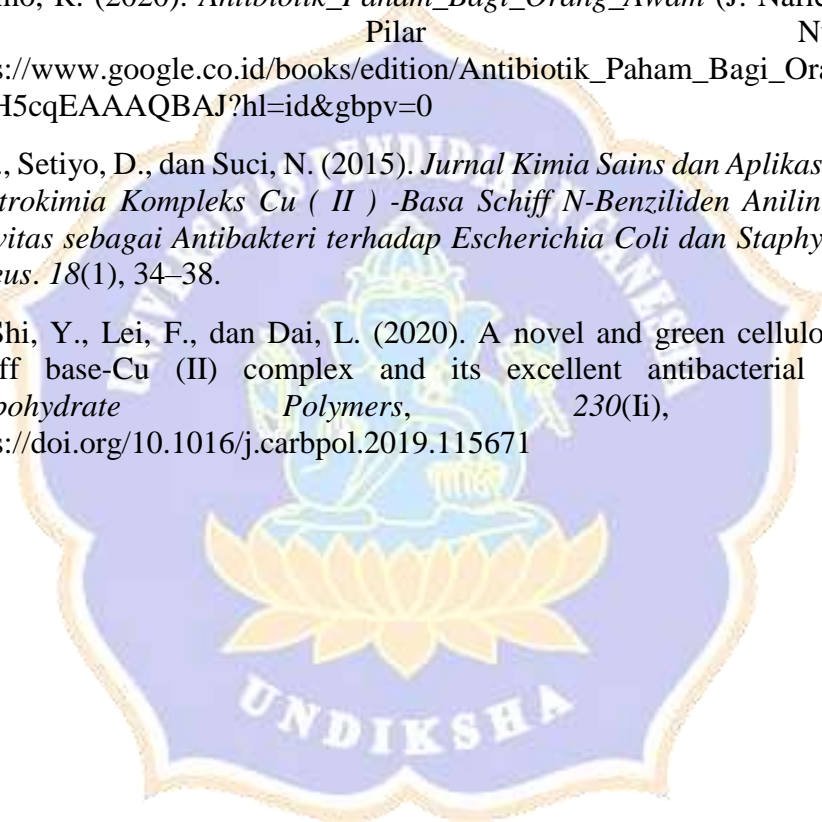 no, R. (2020). Antibiotik_Paham_Bagi_Orang_Awam (J. Naric
Pilar N
s://www.google.co.id/books/edition/Antibiotik_Paham_Bagi_Ora
H5cqEAAAQBAJ?hl=id&gbpv=0
., Setiyo, D., dan Suci, N. (2015). Jurnal Kimia Sains dan Aplikas
trokimia Kompleks Cu ( II ) -Basa Schiff N-Benziliden Anilin
vitas sebagai Antibakteri terhadap Escherichia Coli dan Staphy
eus. 18(1), 34–38.
Shi, Y., Lei, F., dan Dai, L. (2020). A novel and green cellulo
ff base-Cu (II) complex and its excellent antibacterial
bohydrate Polymers, 230(Ii),
s://doi.org/10.1016/j.carbpol.2019.115671
UNIVERSITAS PENDIDIKAN GANESHA
UNDIKSHA